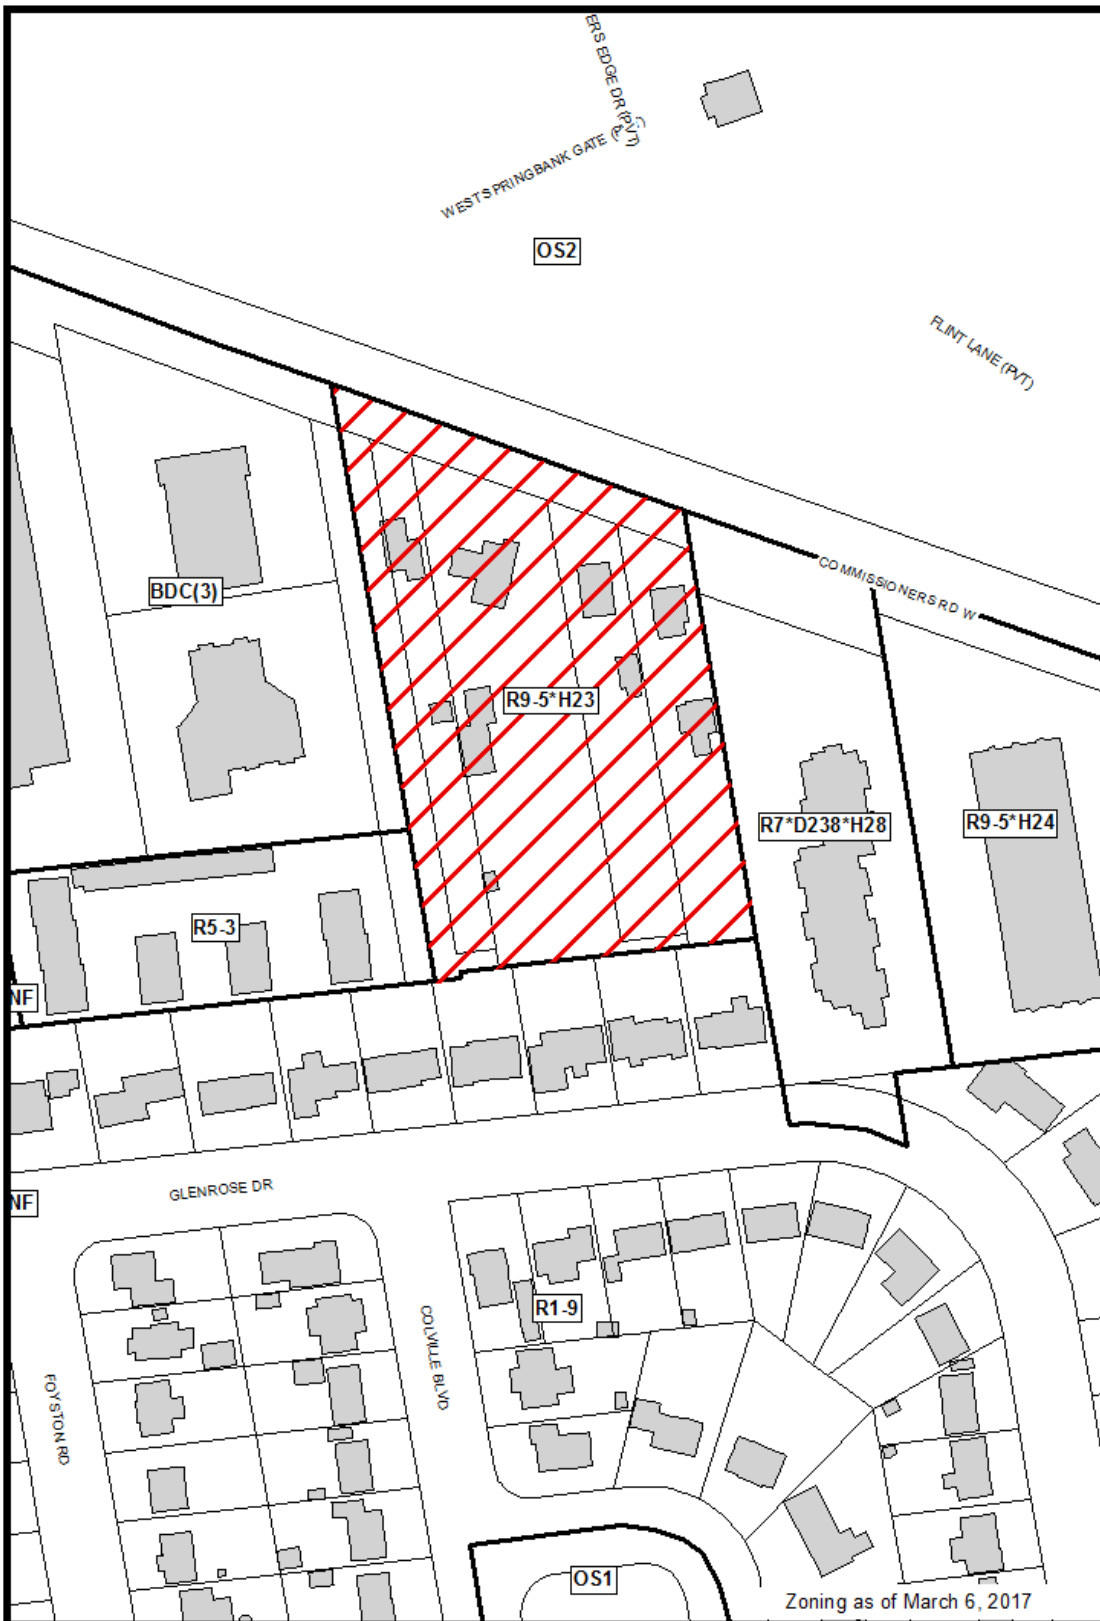 ERS EDGE DR (PVT)
WESTSPRINGBANK GATE
OS2
FLINT LANE (PVT)
COMMISSIONERS RD W
BDC(3)
R9-5*H23
R7*D238*H28
R9-5*H24
R5-3
NF
GLENROSE DR
NF
R1-9
COLVILLE BLVD
FOYSTON RD
OS1
Zoning as of March 6, 2017